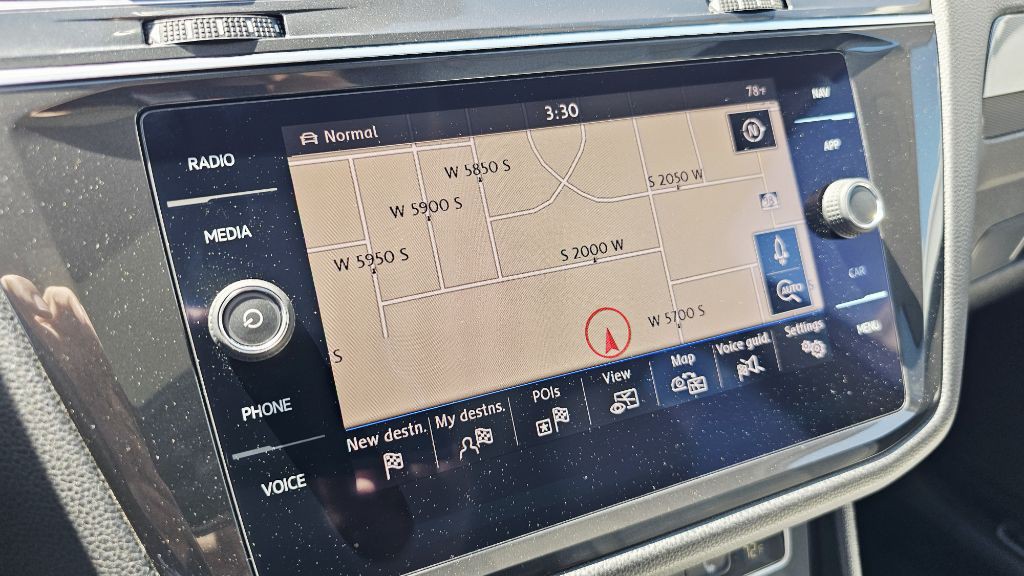 RADIO
MEDIA
PHONE
VOICE
Normal
3:30
78°F
NAV
APP
CAR
MENU
N
W 5850 S
W 5900 S
W 5950 S
S 2050 W
S 2000 W
W 5700 S
S
AUTO
New destn.
My destns.
POIs
View
Map
Voice guid.
Settings